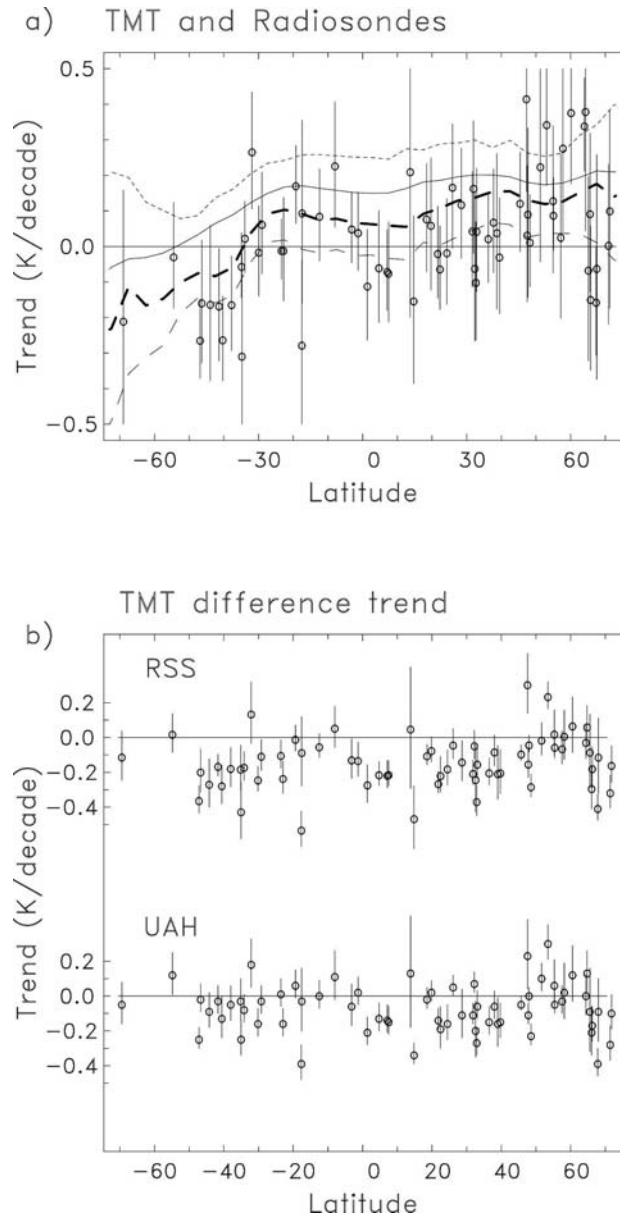 a) TMT and Radiosondes
0.5
0.0
−0.5
Trend (K/decade)
−60 −30 0 30 60
Latitude
TMT difference trend
b)
RSS
0.2
0.0
−0.2
−0.4
UAH
0.2
0.0
−0.2
−0.4
Trend (K/decade)
−60 −40 −20 0 20 40 60
Latitude